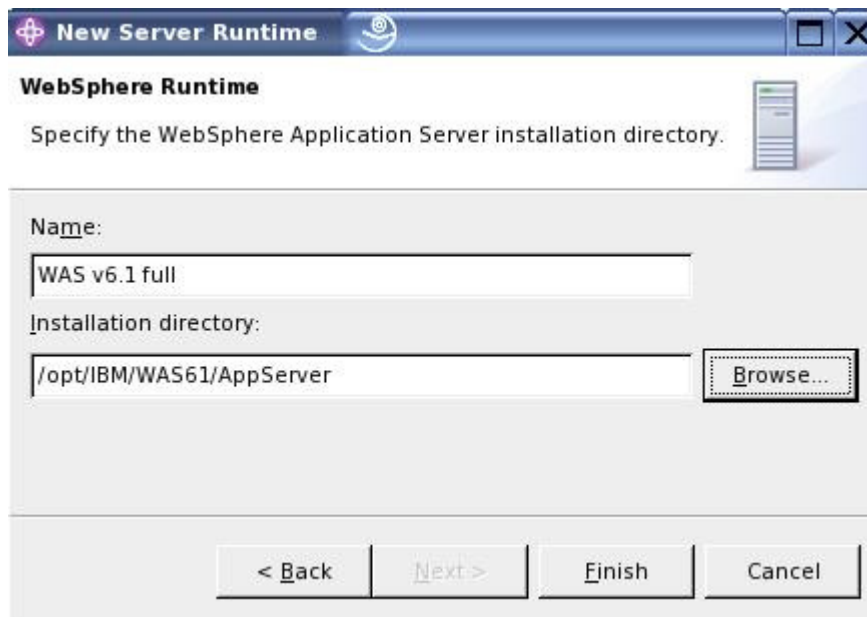 New Server Runtime
WebSphere Runtime
Specify the WebSphere Application Server installation directory.
Name:
WAS v6.1 full
Installation directory:
/opt/IBM/WAS61/AppServer
Browse...
< Back
Next >
Finish
Cancel